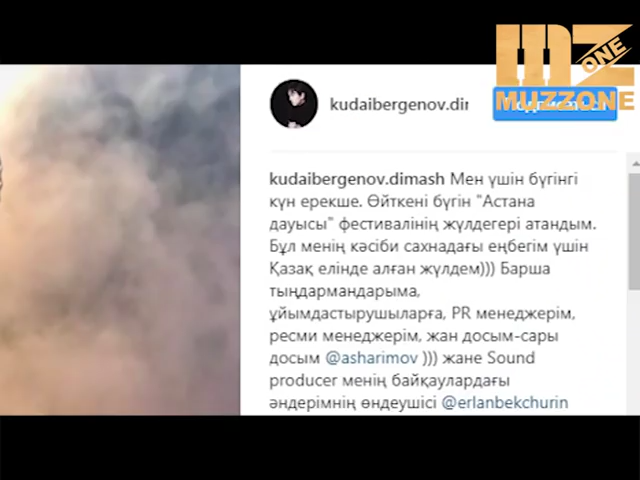 MZ
ONE
MUZZONE
kudaibergenov.dir
kudaibergenov.dimash Мен үшін бүгінгі
күн ерекше. Өйткені бүгін "Астана
дауысы" фестивалінің жүлдегері атандым.
Бұл менің кәсіби сахнадағы еңбегім үшін
Қазақ елінде алған жүлдем))) Барша
тыңдармандарыма,
ұйымдастырушыларға, PR менеджерім,
ресми менеджерім, жан досым-сары
досым @asharimov ))) және Sound
producer менің байқаулардағы
әндерімнің өңдеушісі @erlanbekchurin